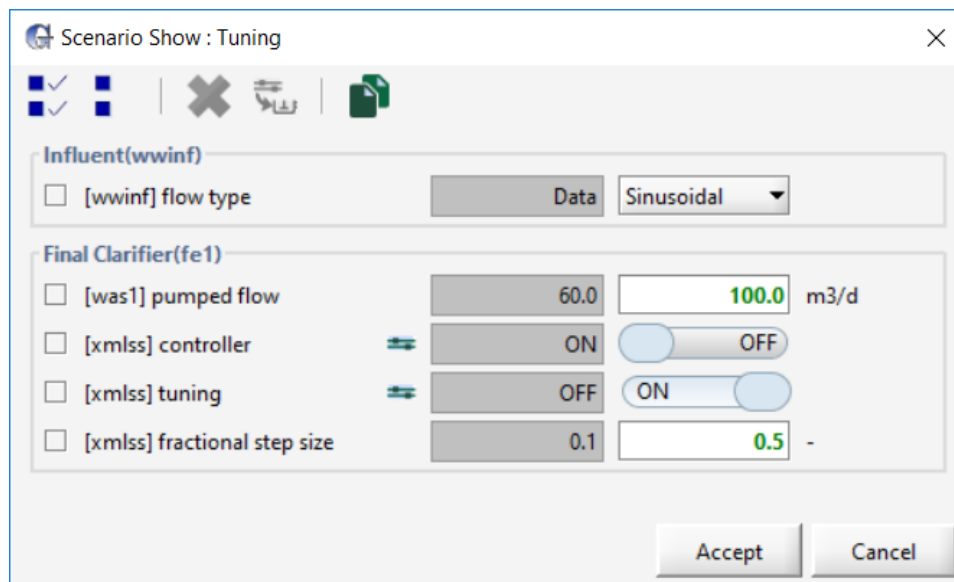 Scenario Show : Tuning
Influent(wwinf)
[wwinf] flow type Data Sinusoidal
Final Clarifier(fe1)
[was1] pumped flow 60.0 100.0 m3/d
[xmlss] controller ON OFF
[xmlss] tuning OFF ON
[xmlss] fractional step size 0.1 0.5 -
Accept Cancel